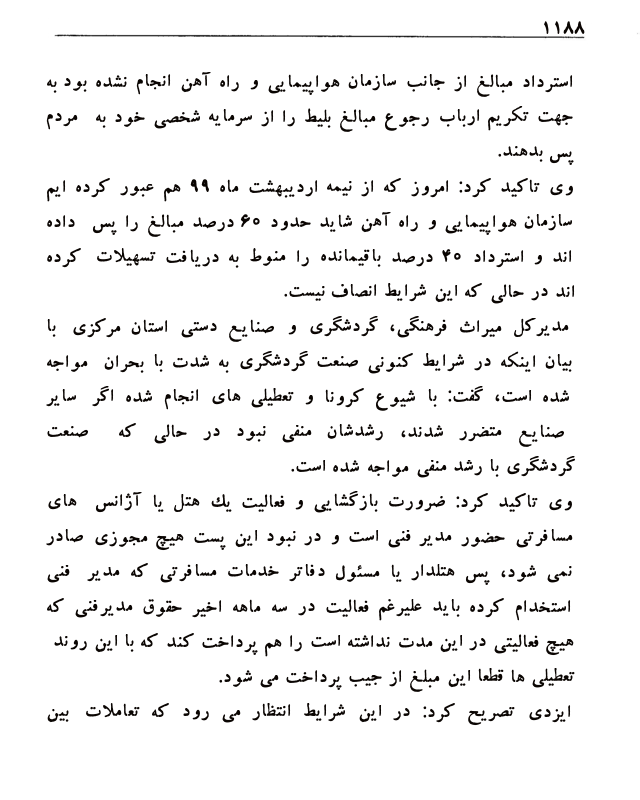 ۱۱۸۸
استرداد مبالغ از جانب سازمان هواپیمایی و راه آهن انجام نشده بود به
جهت تکریم ارباب رجوع مبالغ بلیط را از سرمایه شخصی خود به مردم
پس بدهند.
وی تاکید کرد: امروز که از نیمه اردیبهشت ماه ۹۹ هم عبور کرده ایم
سازمان هواپیمایی و راه آهن شاید حدود ۶۰ درصد مبالغ را پس داده
اند و استرداد ۴۰ درصد باقیمانده را منوط به دریافت تسهیلات کرده
اند در حالی که این شرایط انصاف نیست.
مدیرکل میراث فرهنگی، گردشگری و صنایع دستی استان مرکزی با
بیان اینکه در شرایط کنونی صنعت گردشگری به شدت با بحران مواجه
شده است، گفت: با شیوع کرونا و تعطیلی های انجام شده اگر سایر
صنایع متضرر شدند، رشدشان منفی نبود در حالی که صنعت
گردشگری با رشد منفی مواجه شده است.
وی تاکید کرد: ضرورت بازگشایی و فعالیت یك هتل یا آژانس های
مسافرتی حضور مدیر فنی است و در نبود این پست هیچ مجوزی صادر
نمی شود، پس هتلدار یا مسئول دفاتر خدمات مسافرتی که مدیر فنی
استخدام کرده باید علیرغم فعالیت در سه ماهه اخیر حقوق مدیرفنی که
هیچ فعالیتی در این مدت نداشته است را هم پرداخت کند که با این روند
تعطیلی ها قطعا این مبلغ از جیب پرداخت می شود.
ایزدی تصریح کرد: در این شرایط انتظار می رود که تعاملات بین